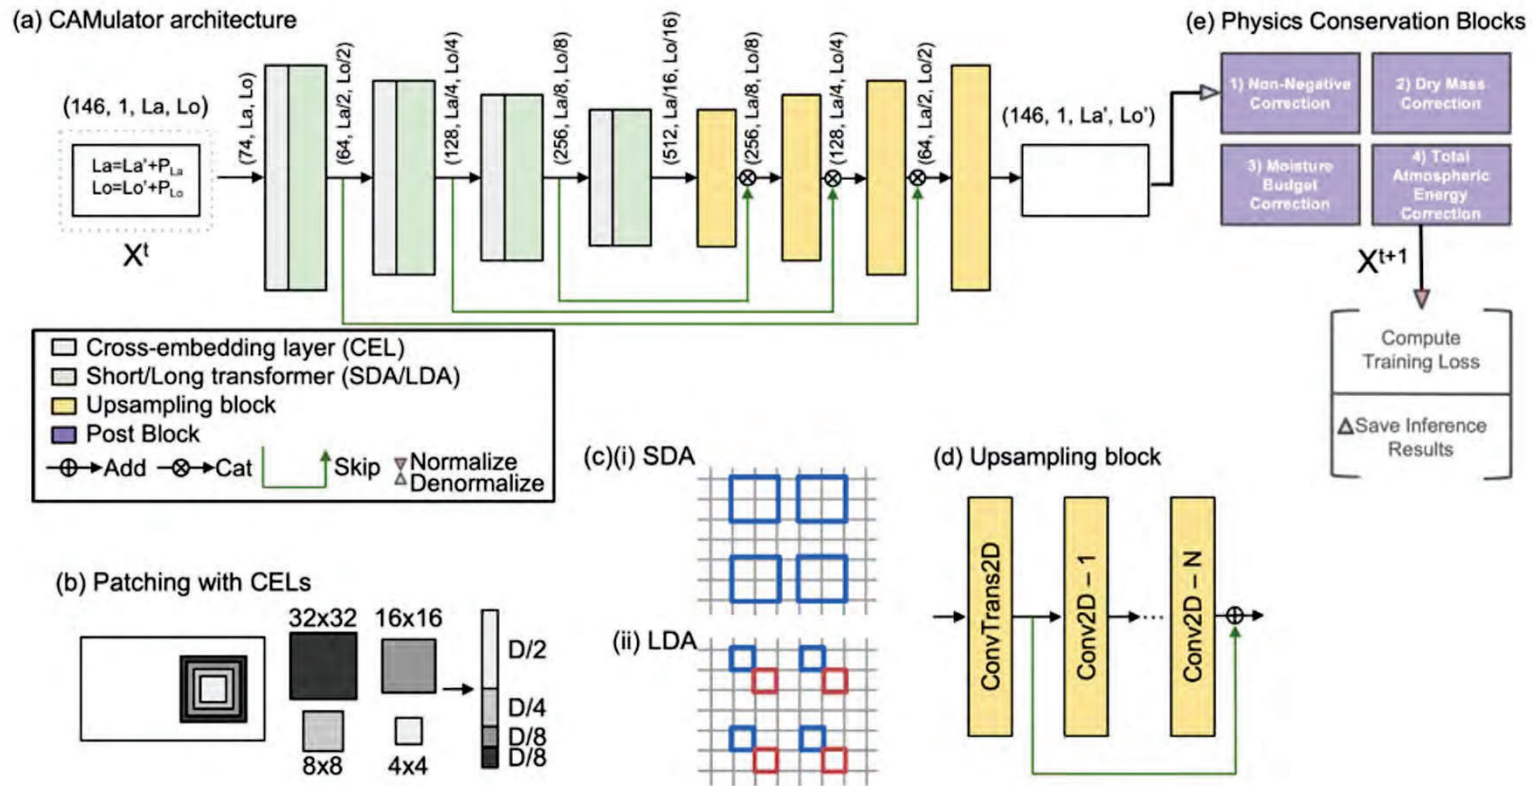 (a) CAMulator architecture
(e) Physics Conservation Blocks
(146, 1, La, Lo)
La=La'+P_La
Lo=Lo'+P_Lo
X^t
(74, La, Lo)
(64, La/2, Lo/2)
(128, La/4, Lo/4)
(256, La/8, Lo/8)
(512, La/16, Lo/16)
(256, La/8, Lo/8)
(128, La/4, Lo/4)
(64, La/2, Lo/2)
(146, 1, La', Lo')
1) Non-Negative
Correction
2) Dry Mass
Correction
3) Moisture
Budget
Correction
4) Total
Atmospheric
Energy
Correction
X^t+1
Compute
Training Loss
Save Inference
Results
Cross-embedding layer (CEL)
Short/Long transformer (SDA/LDA)
Upsampling block
Post Block
Add
Cat
Skip
Normalize
Denormalize
(b) Patching with CELs
32x32
16x16
8x8
4x4
D/2
D/4
D/8
D/8
(c)(i) SDA
(ii) LDA
(d) Upsampling block
ConvTrans2D
Conv2D – 1
...
Conv2D – N